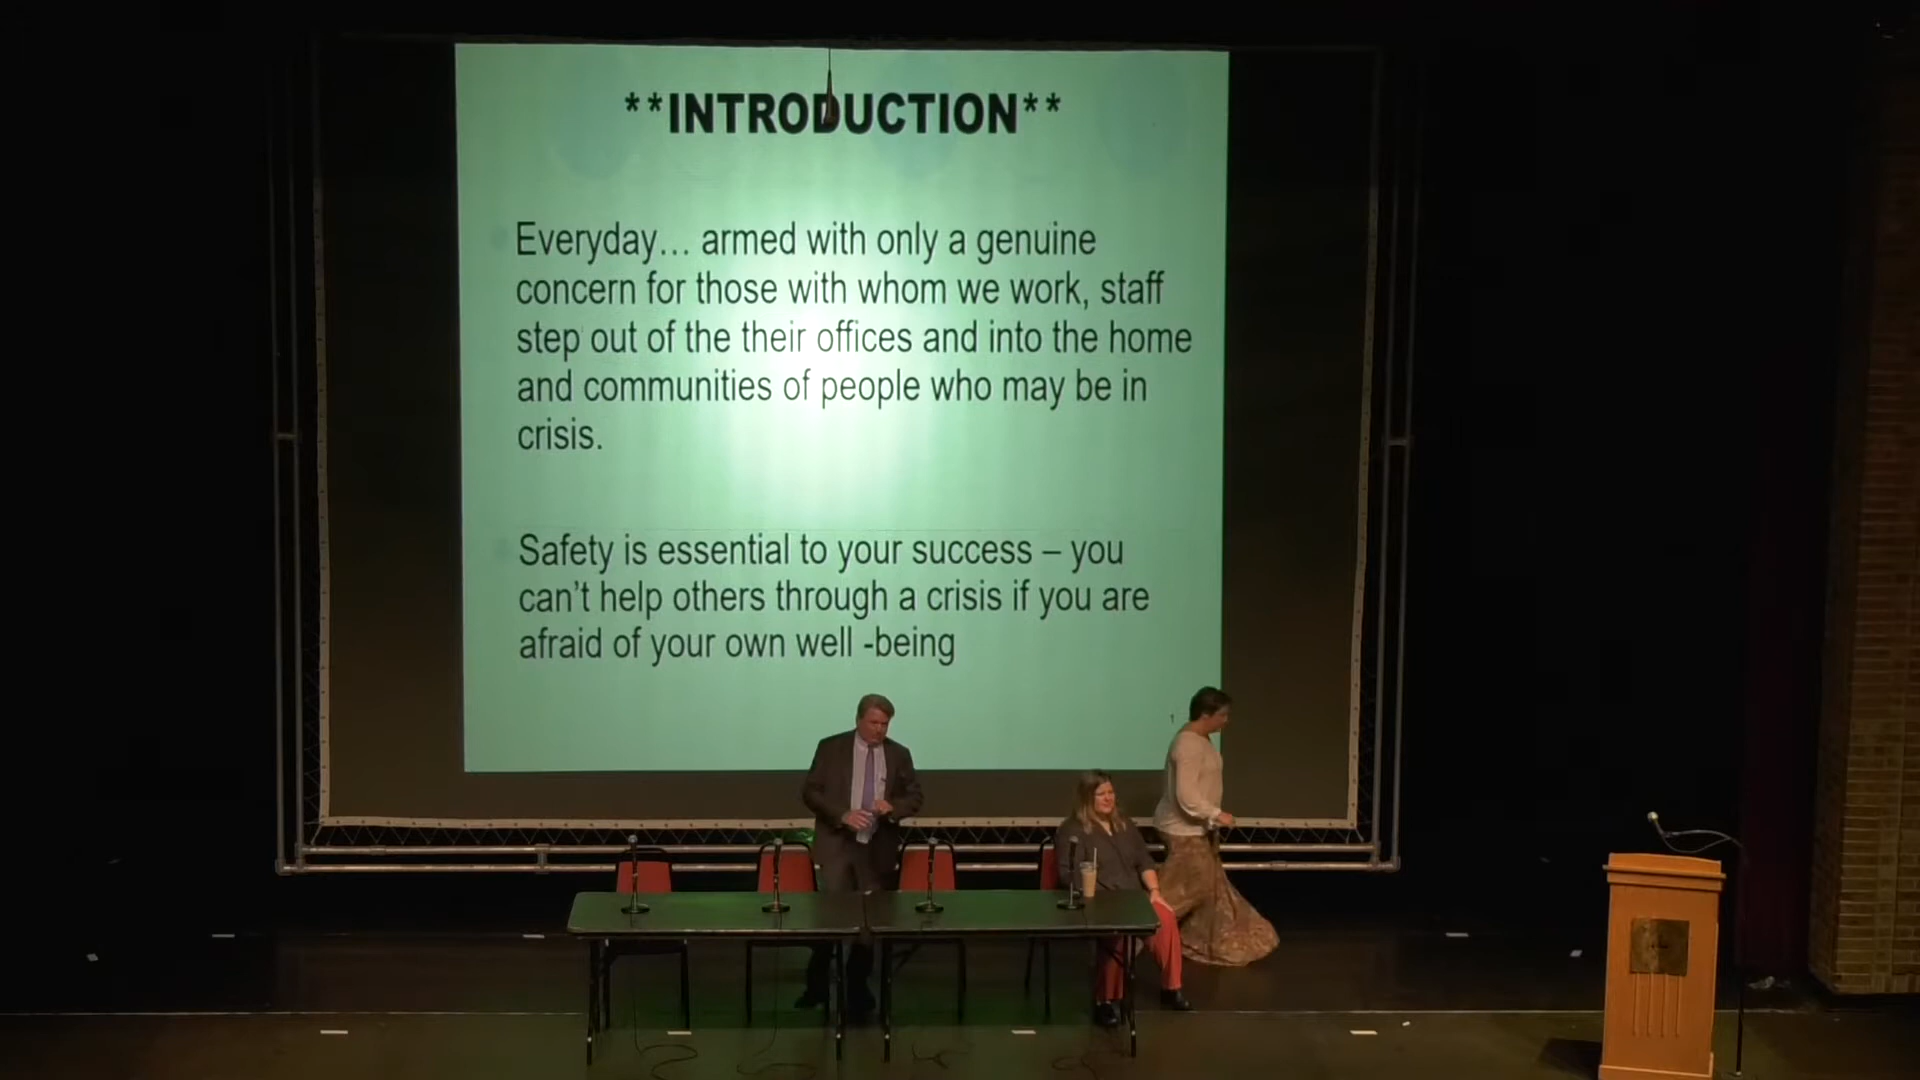 **INTRODUCTION**
Everyday... armed with only a genuine
concern for those with whom we work, staff
step out of the their offices and into the home
and communities of people who may be in
crisis.
Safety is essential to your success – you
can't help others through a crisis if you are
afraid of your own well -being